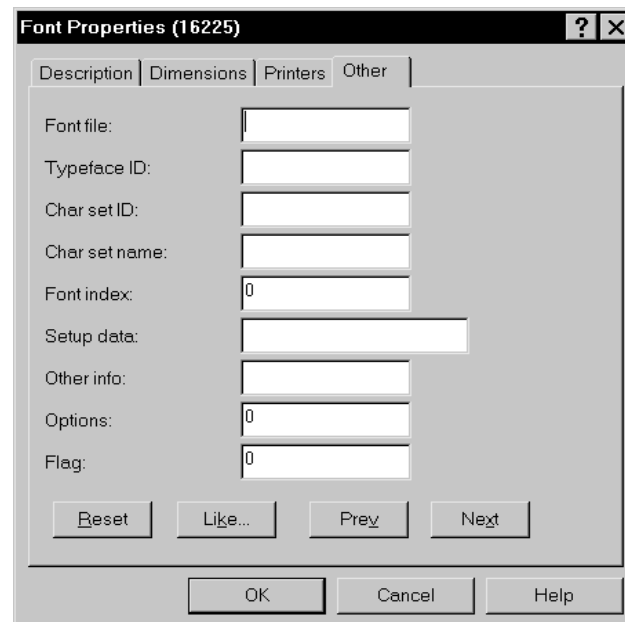 Font Properties (16225)
Description Dimensions Printers Other
Font file:
Typeface ID:
Char set ID:
Char set name:
Font index: 0
Setup data:
Other info:
Options: 0
Flag: 0
Reset Like... Prev Next
OK Cancel Help